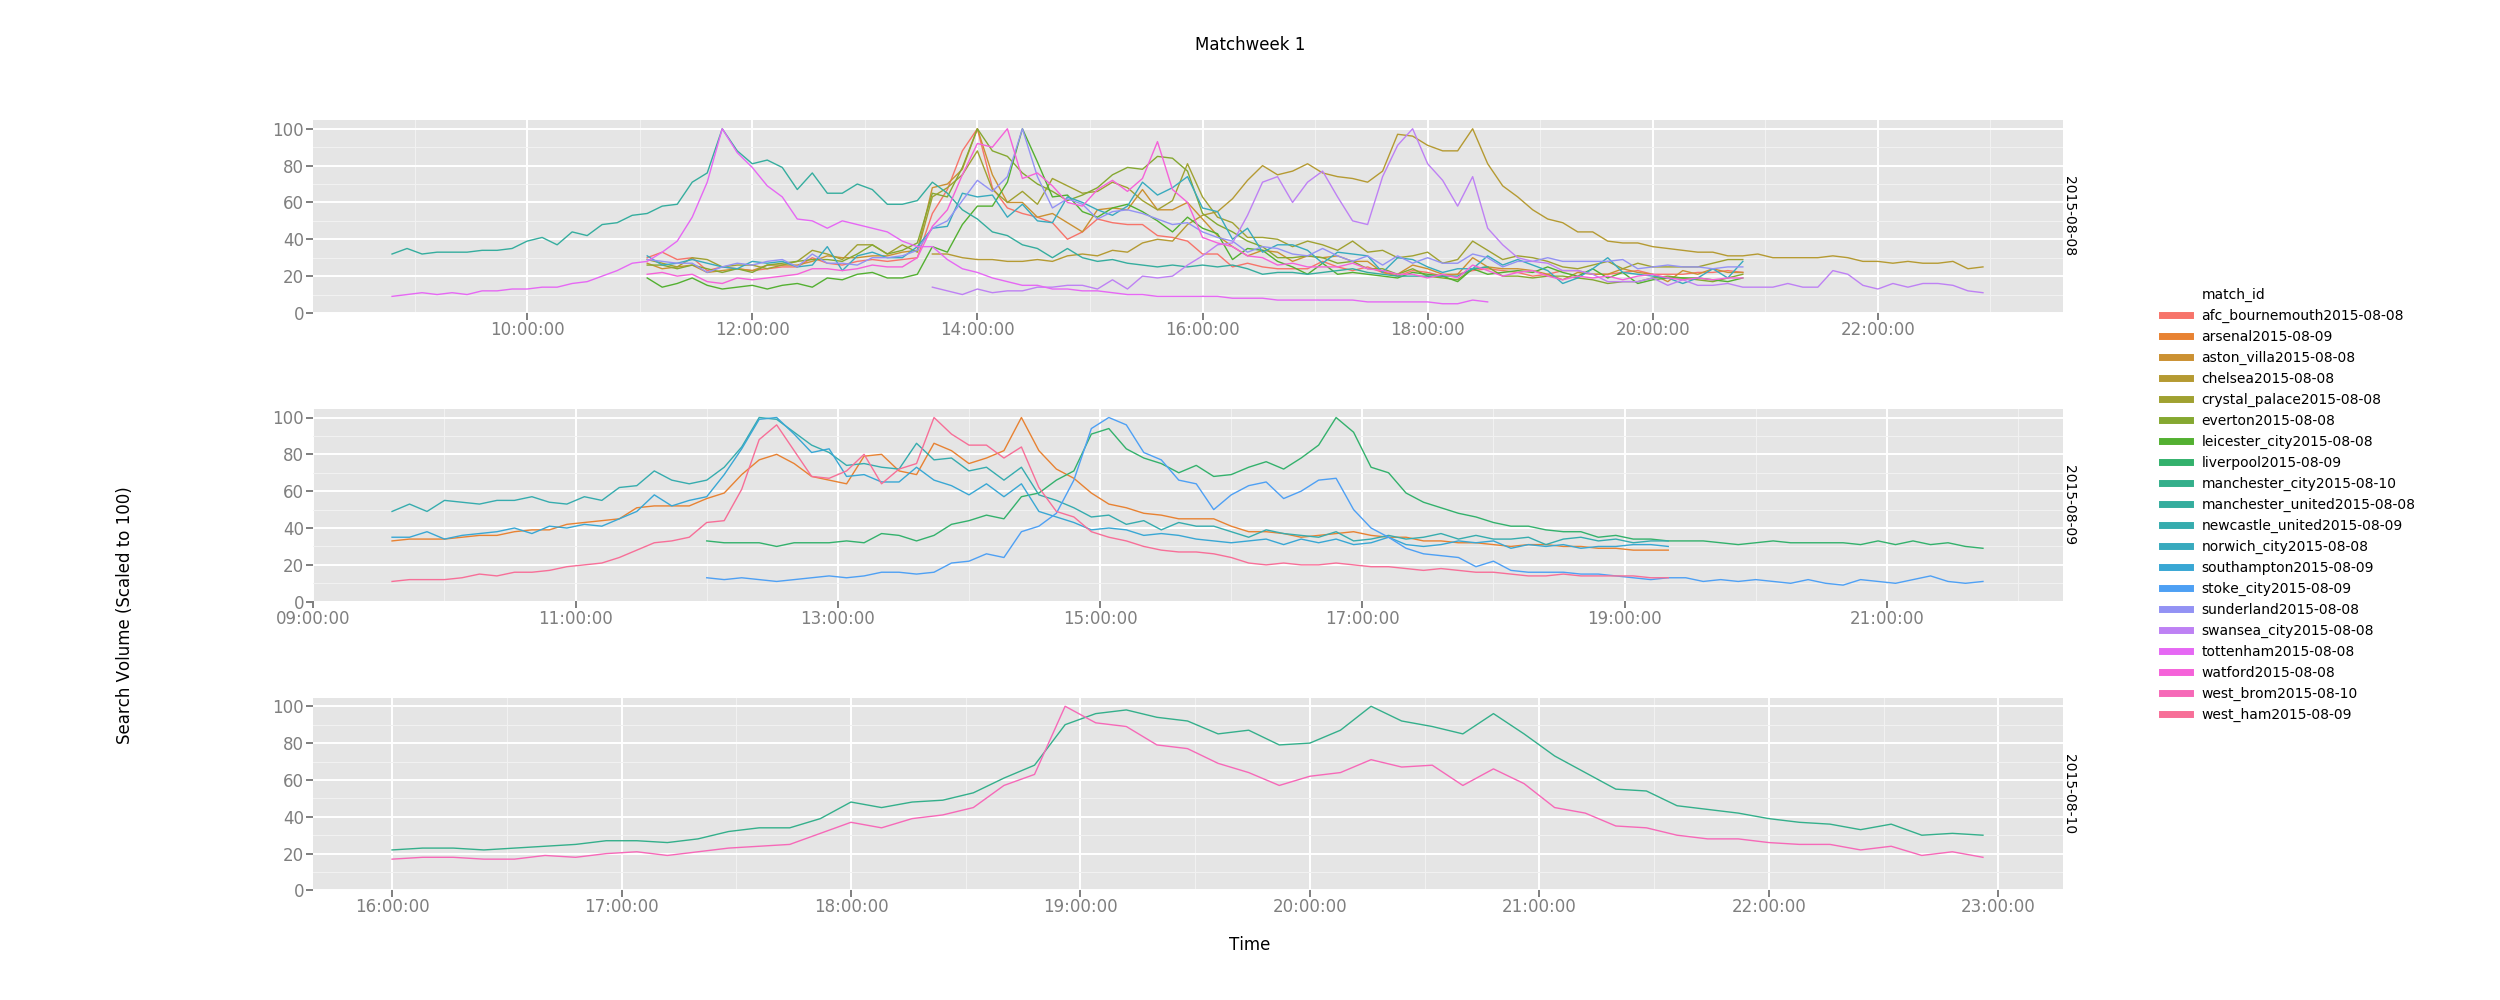 Matchweek 1
100
80
60
40
20
0
10:00:00 12:00:00 14:00:00 16:00:00 18:00:00 20:00:00 22:00:00
2015-08-08
100
80
60
40
20
0
09:00:00 11:00:00 13:00:00 15:00:00 17:00:00 19:00:00 21:00:00
2015-08-09
100
80
60
40
20
0
16:00:00 17:00:00 18:00:00 19:00:00 20:00:00 21:00:00 22:00:00 23:00:00
2015-08-10
Search Volume (Scaled to 100)
Time
match_id
afc_bournemouth2015-08-08
arsenal2015-08-09
aston_villa2015-08-08
chelsea2015-08-08
crystal_palace2015-08-08
everton2015-08-08
leicester_city2015-08-08
liverpool2015-08-09
manchester_city2015-08-10
manchester_united2015-08-08
newcastle_united2015-08-09
norwich_city2015-08-08
southampton2015-08-09
stoke_city2015-08-09
sunderland2015-08-08
swansea_city2015-08-08
tottenham2015-08-08
watford2015-08-08
west_brom2015-08-10
west_ham2015-08-09